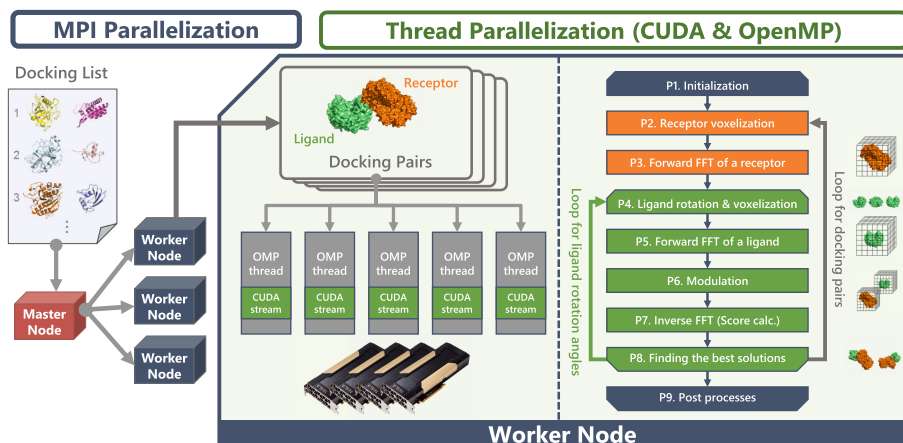 MPI Parallelization
Thread Parallelization (CUDA & OpenMP)
Docking List
1
2
3
⋮
Master
Node
Worker
Node
Worker
Node
Worker
Node
Receptor
Ligand
Docking Pairs
OMP
thread
CUDA
stream
OMP
thread
CUDA
stream
OMP
thread
CUDA
stream
OMP
thread
CUDA
stream
OMP
thread
CUDA
stream
P1. Initialization
P2. Receptor voxelization
P3. Forward FFT of a receptor
P4. Ligand rotation & voxelization
P5. Forward FFT of a ligand
P6. Modulation
P7. Inverse FFT (Score calc.)
P8. Finding the best solutions
P9. Post processes
Loop for ligand
rotation angles
Loop for
docking pairs
Worker Node